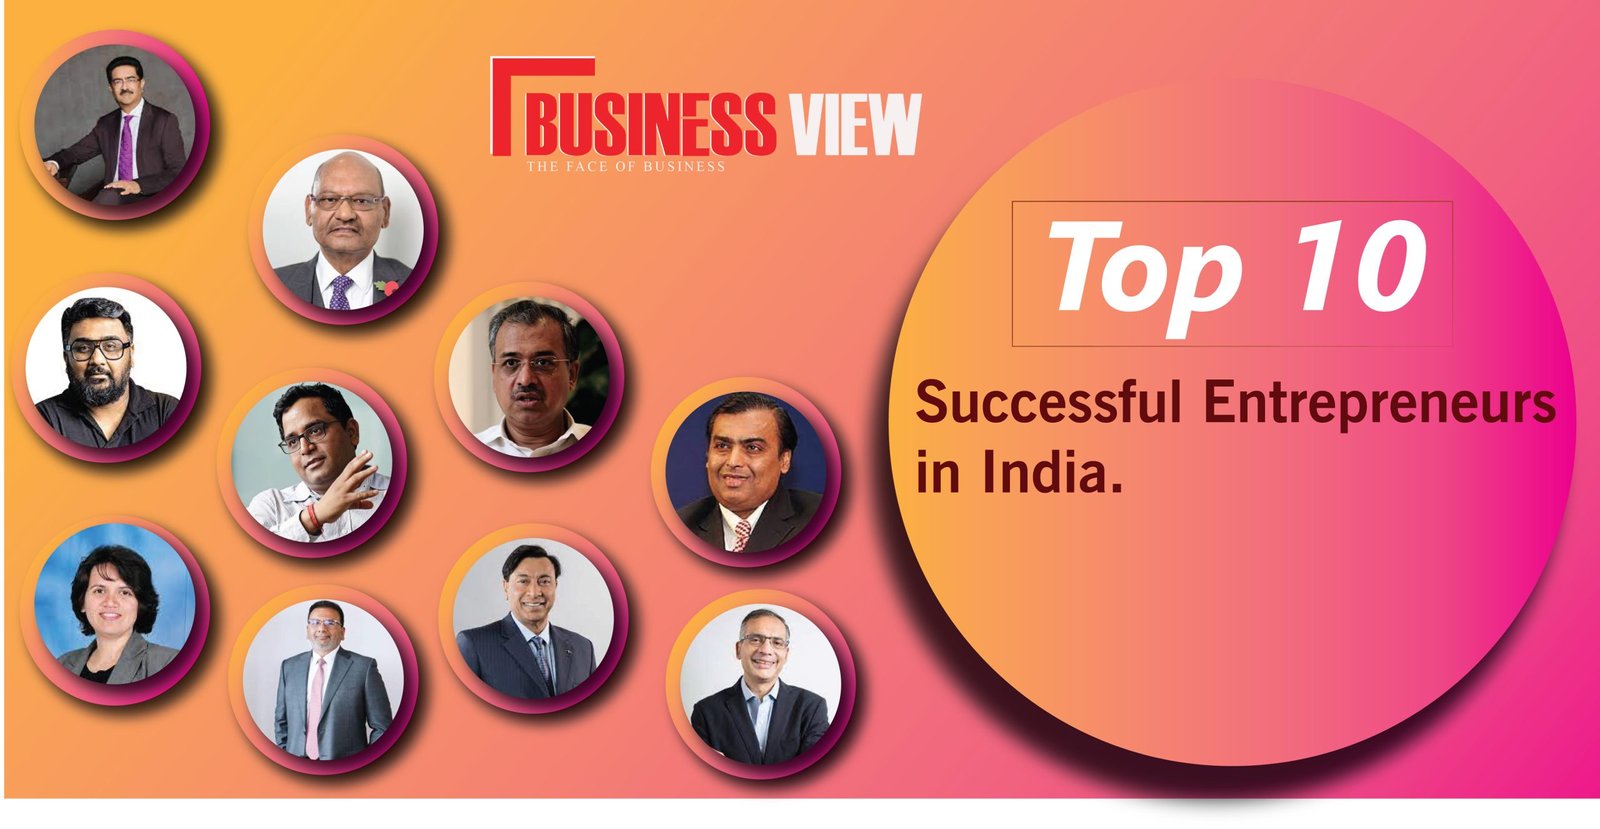 BUSINESS VIEW
THE FACE OF BUSINESS
Top 10
Successful Entrepreneurs
in India.